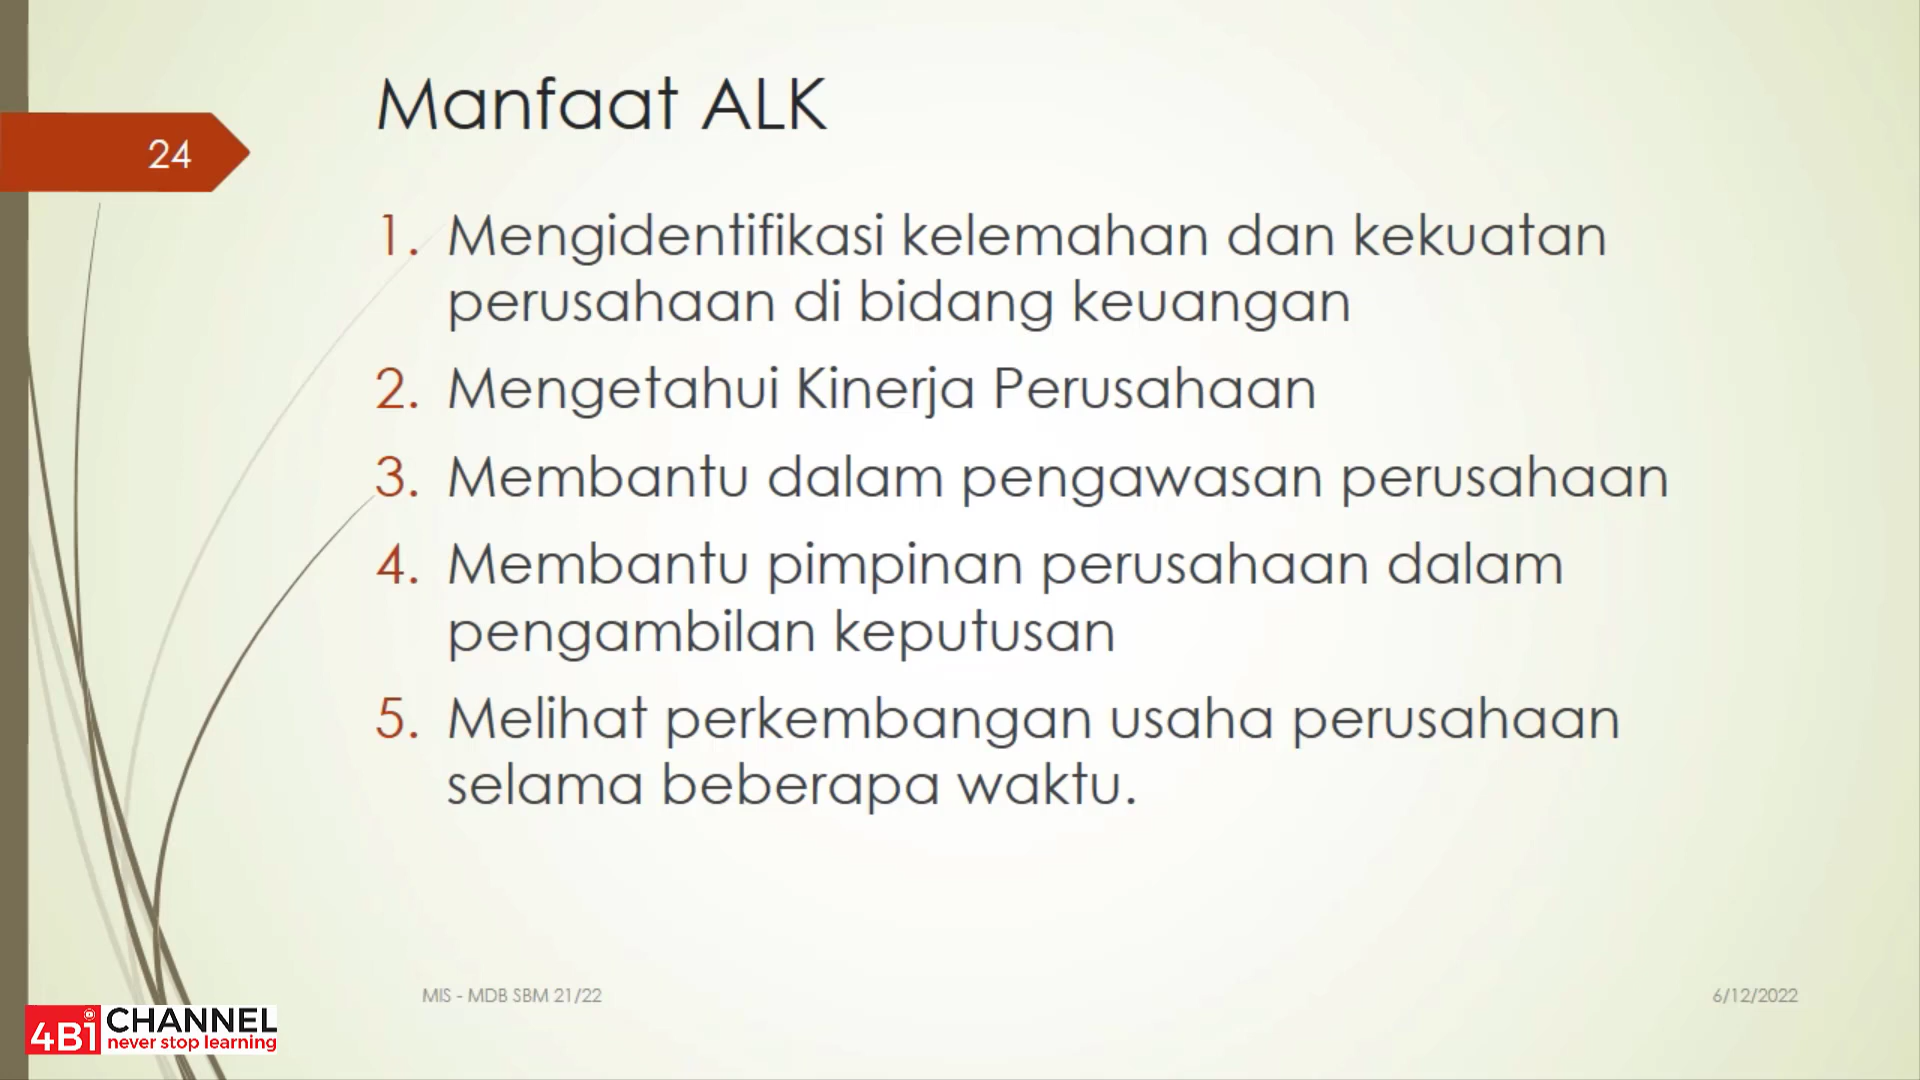 Manfaat ALK
24
1. Mengidentifikasi kelemahan dan kekuatan
perusahaan di bidang keuangan
2. Mengetahui Kinerja Perusahaan
3. Membantu dalam pengawasan perusahaan
4. Membantu pimpinan perusahaan dalam
pengambilan keputusan
5. Melihat perkembangan usaha perusahaan
selama beberapa waktu.
MIS - MDB SBM 21/22
6/12/2022
4Bi CHANNEL
never stop learning